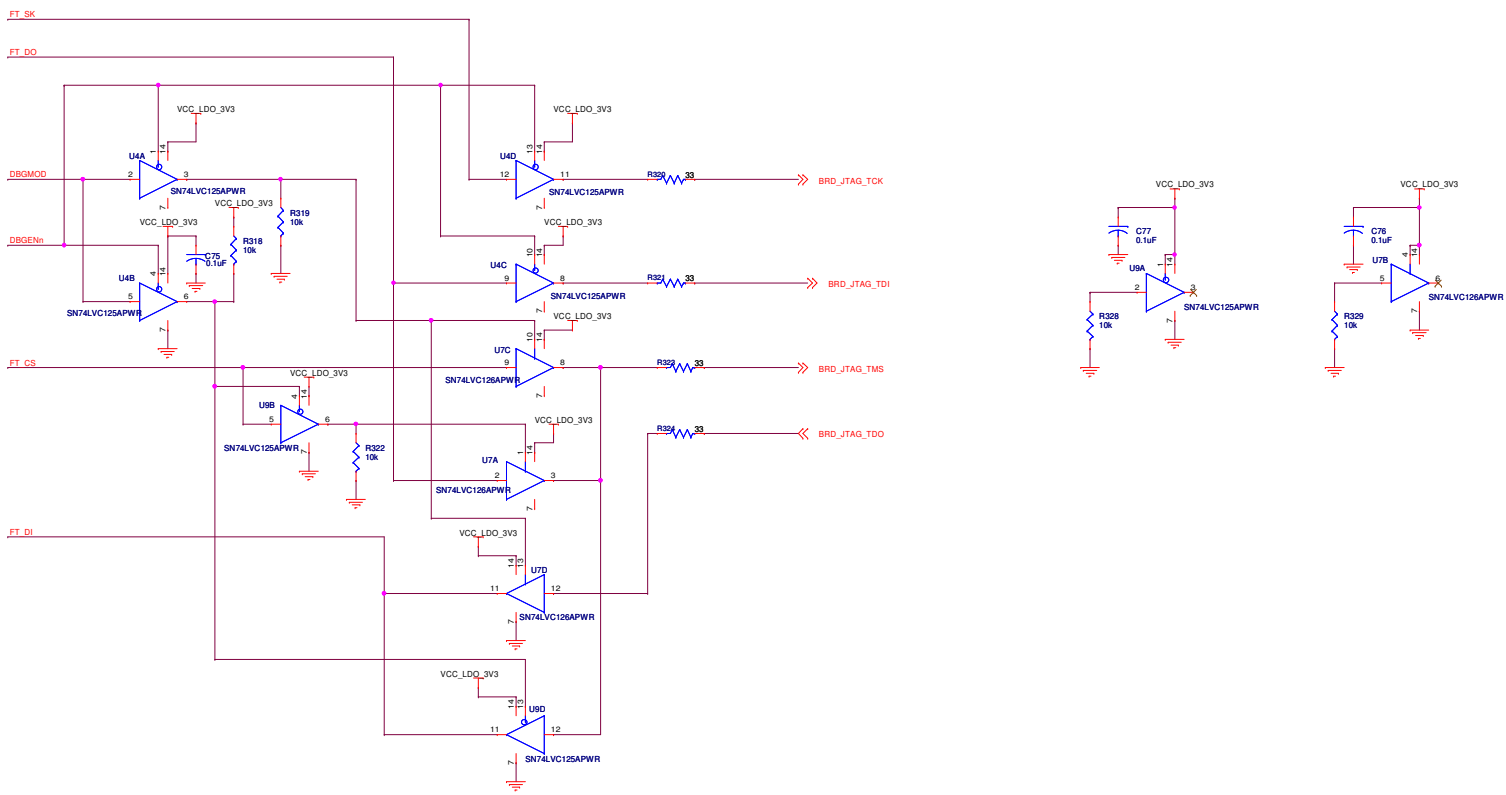 FT_SK
FT_DO
VCC_LDO_3V3
VCC_LDO_3V3
U4A
1
14
2
3
SN74LVC125APWR
7
DBGMOD
U4D
13
14
12
11
SN74LVC125APWR
7
R320
33
BRD_JTAG_TCK
VCC_LDO_3V3
VCC_LDO_3V3
R319
10k
R318
10k
C75
0.1uF
DBGENn
U4B
4
14
5
6
SN74LVC125APWR
7
VCC_LDO_3V3
U4C
10
14
9
8
SN74LVC125APWR
7
R321
33
BRD_JTAG_TDI
VCC_LDO_3V3
U7C
10
14
9
8
SN74LVC126APWR
7
R323
33
BRD_JTAG_TMS
FT_CS
VCC_LDO_3V3
U9B
4
14
5
6
SN74LVC125APWR
7
R322
10k
VCC_LDO_3V3
U7A
1
14
2
3
SN74LVC126APWR
7
R324
33
BRD_JTAG_TDO
FT_DI
VCC_LDO_3V3
14
13
U7D
11
12
SN74LVC126APWR
7
VCC_LDO_3V3
14
13
U9D
11
12
SN74LVC125APWR
7
VCC_LDO_3V3
C77
0.1uF
U9A
1
14
2
3
SN74LVC125APWR
7
R328
10k
VCC_LDO_3V3
C76
0.1uF
U7B
4
14
5
6
SN74LVC126APWR
7
R329
10k